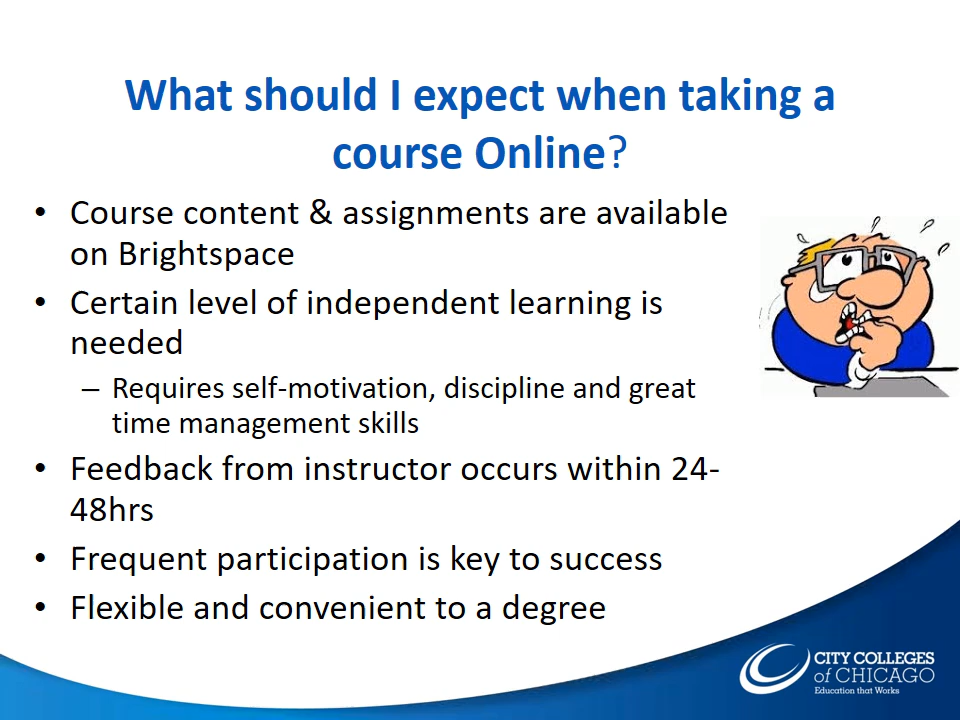 What should I expect when taking a
course Online?
• Course content & assignments are available
on Brightspace
• Certain level of independent learning is
needed
– Requires self-motivation, discipline and great
time management skills
• Feedback from instructor occurs within 24-
48hrs
• Frequent participation is key to success
• Flexible and convenient to a degree
CITY COLLEGES
of CHICAGO
Education that Works